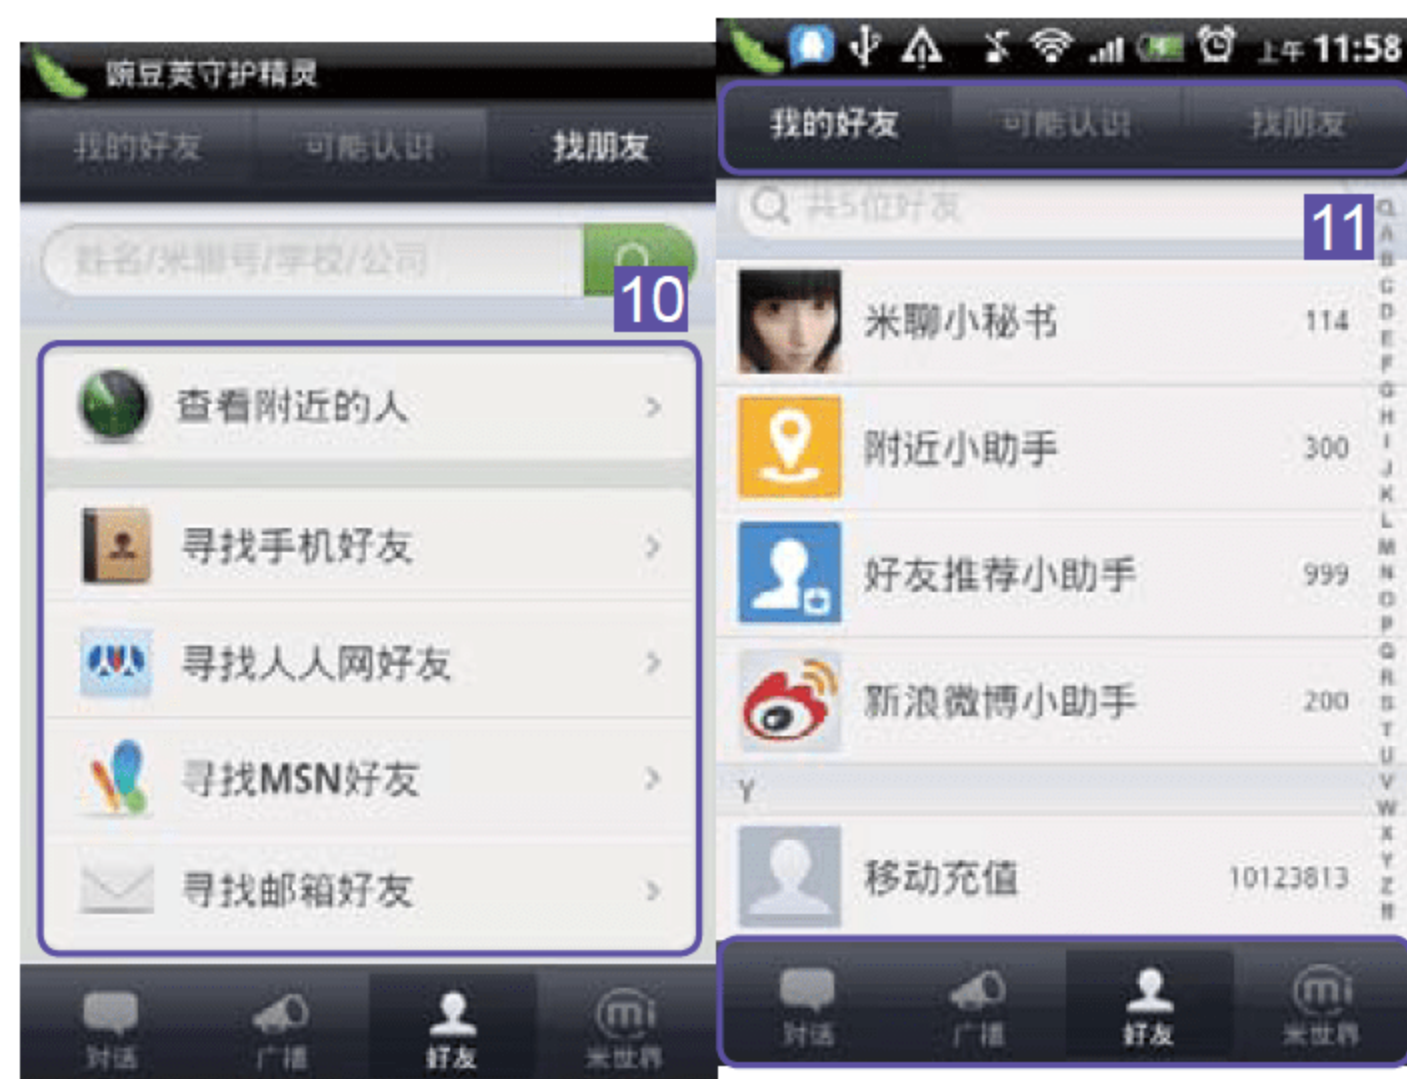 豌豆荚守护精灵
我的好友 可能认识 找朋友
姓名/米聊号/学校/公司
10
查看附近的人
寻找手机好友
寻找人人网好友
寻找MSN好友
寻找邮箱好友
对话 广播 好友 米世界
上午 11:58
我的好友 可能认识 找朋友
共5位好友
11
米聊小秘书 114
附近小助手 300
好友推荐小助手 999
新浪微博小助手 200
Y
移动充值 10123813
A
B
C
D
E
F
G
H
I
J
K
L
M
N
O
P
Q
R
S
T
U
V
W
X
Y
Z
对话 广播 好友 米世界